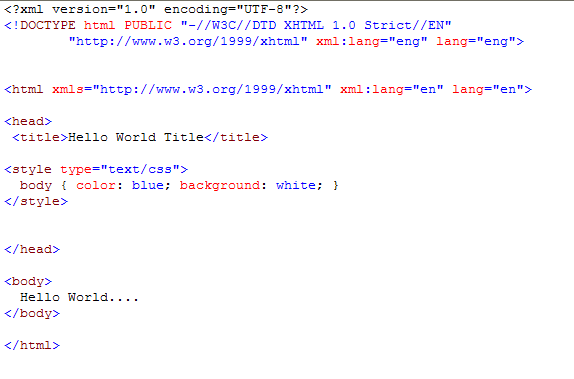 <?xml version="1.0" encoding="UTF-8"?>
<!DOCTYPE html PUBLIC "-//W3C//DTD XHTML 1.0 Strict//EN"
"http://www.w3.org/1999/xhtml" xml:lang="eng" lang="eng">
<html xmls="http://www.w3.org/1999/xhtml" xml:lang="en" lang="en">
<head>
<title>Hello World Title</title>
<style type="text/css">
body { color: blue; background: white; }
</style>
</head>
<body>
Hello World....
</body>
</html>